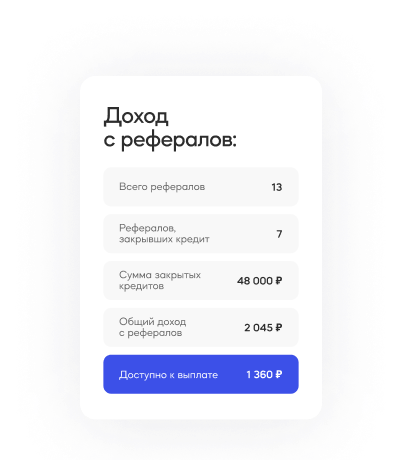 Доход
с рефералов:
Всего рефералов 13
Рефералов,
закрывших кредит 7
Сумма закрытых
кредитов 48 000 ₽
Общий доход
с рефералов 2 045 ₽
Доступно к выплате 1 360 ₽